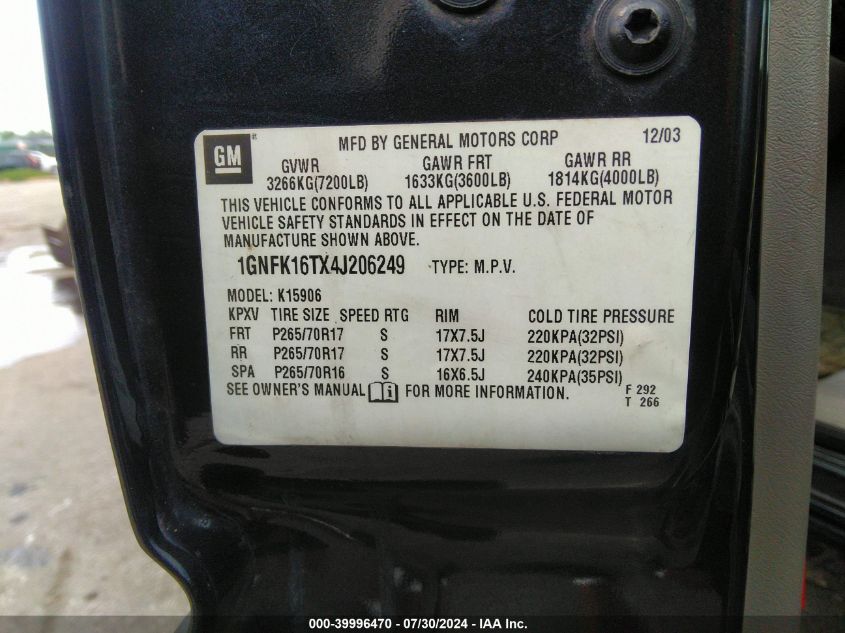 GM MFD BY GENERAL MOTORS CORP 12/03
GVWR GAWR FRT GAWR RR
3266KG(7200LB) 1633KG(3600LB) 1814KG(4000LB)
THIS VEHICLE CONFORMS TO ALL APPLICABLE U.S. FEDERAL MOTOR
VEHICLE SAFETY STANDARDS IN EFFECT ON THE DATE OF
MANUFACTURE SHOWN ABOVE.
1GNFK16TX4J206249 TYPE: M.P.V.
MODEL: K15906
KPXV TIRE SIZE SPEED RTG RIM COLD TIRE PRESSURE
FRT P265/70R17 S 17X7.5J 220KPA(32PSI)
RR P265/70R17 S 17X7.5J 220KPA(32PSI)
SPA P265/70R16 S 16X6.5J 240KPA(35PSI)
SEE OWNER'S MANUAL i FOR MORE INFORMATION. F 292
T 266
000-39996470 / 07/30/2024 - IAA Inc.